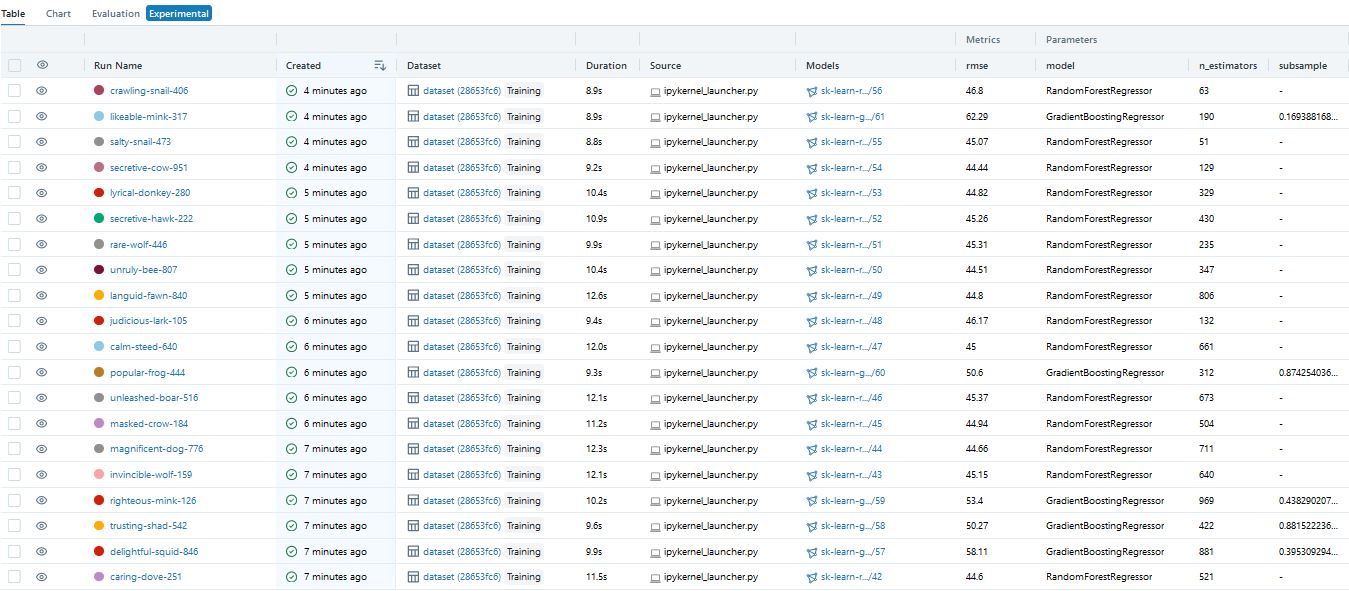 Table Chart Evaluation Experimental
Metrics Parameters
Run Name Created Dataset Duration Source Models rmse model n_estimators subsample
crawling-snail-406 4 minutes ago dataset (28653fc6) Training 8.9s ipykernel_launcher.py sk-learn-r.../56 46.8 RandomForestRegressor 63 -
likeable-mink-317 4 minutes ago dataset (28653fc6) Training 9.9s ipykernel_launcher.py sk-learn-g.../61 62.29 GradientBoostingRegressor 190 0.169388168...
salty-snail-473 4 minutes ago dataset (28653fc6) Training 8.8s ipykernel_launcher.py sk-learn-r.../55 45.07 RandomForestRegressor 51 -
secretive-cow-951 4 minutes ago dataset (28653fc6) Training 9.2s ipykernel_launcher.py sk-learn-r.../54 44.44 RandomForestRegressor 129 -
lyrical-donkey-280 5 minutes ago dataset (28653fc6) Training 10.4s ipykernel_launcher.py sk-learn-r.../53 44.82 RandomForestRegressor 329 -
secretive-hawk-222 5 minutes ago dataset (28653fc6) Training 10.9s ipykernel_launcher.py sk-learn-r.../52 45.26 RandomForestRegressor 430 -
rare-wolf-446 5 minutes ago dataset (28653fc6) Training 9.9s ipykernel_launcher.py sk-learn-r.../51 45.31 RandomForestRegressor 235 -
unruly-bee-807 5 minutes ago dataset (28653fc6) Training 10.4s ipykernel_launcher.py sk-learn-r.../50 44.51 RandomForestRegressor 347 -
languid-fawn-840 5 minutes ago dataset (28653fc6) Training 12.6s ipykernel_launcher.py sk-learn-r.../49 44.8 RandomForestRegressor 806 -
judicious-lark-105 6 minutes ago dataset (28653fc6) Training 9.4s ipykernel_launcher.py sk-learn-r.../48 46.17 RandomForestRegressor 132 -
calm-steed-640 6 minutes ago dataset (28653fc6) Training 12.0s ipykernel_launcher.py sk-learn-r.../47 45 RandomForestRegressor 661 -
popular-frog-444 6 minutes ago dataset (28653fc6) Training 9.3s ipykernel_launcher.py sk-learn-g.../60 50.6 GradientBoostingRegressor 312 0.874254036...
unleashed-boar-516 6 minutes ago dataset (28653fc6) Training 12.1s ipykernel_launcher.py sk-learn-r.../46 45.37 RandomForestRegressor 673 -
masked-crow-184 6 minutes ago dataset (28653fc6) Training 11.2s ipykernel_launcher.py sk-learn-r.../45 44.94 RandomForestRegressor 504 -
magnificent-dog-776 7 minutes ago dataset (28653fc6) Training 12.3s ipykernel_launcher.py sk-learn-r.../44 44.66 RandomForestRegressor 711 -
invincible-wolf-159 7 minutes ago dataset (28653fc6) Training 12.1s ipykernel_launcher.py sk-learn-r.../43 45.15 RandomForestRegressor 640 -
righteous-mink-126 7 minutes ago dataset (28653fc6) Training 10.2s ipykernel_launcher.py sk-learn-g.../59 53.4 GradientBoostingRegressor 969 0.438290207...
trusting-shad-542 7 minutes ago dataset (28653fc6) Training 9.6s ipykernel_launcher.py sk-learn-g.../58 50.27 GradientBoostingRegressor 422 0.881522236...
delightful-squid-846 7 minutes ago dataset (28653fc6) Training 9.9s ipykernel_launcher.py sk-learn-g.../57 58.11 GradientBoostingRegressor 881 0.395309294...
caring-dove-251 7 minutes ago dataset (28653fc6) Training 11.5s ipykernel_launcher.py sk-learn-r.../42 44.6 RandomForestRegressor 521 -